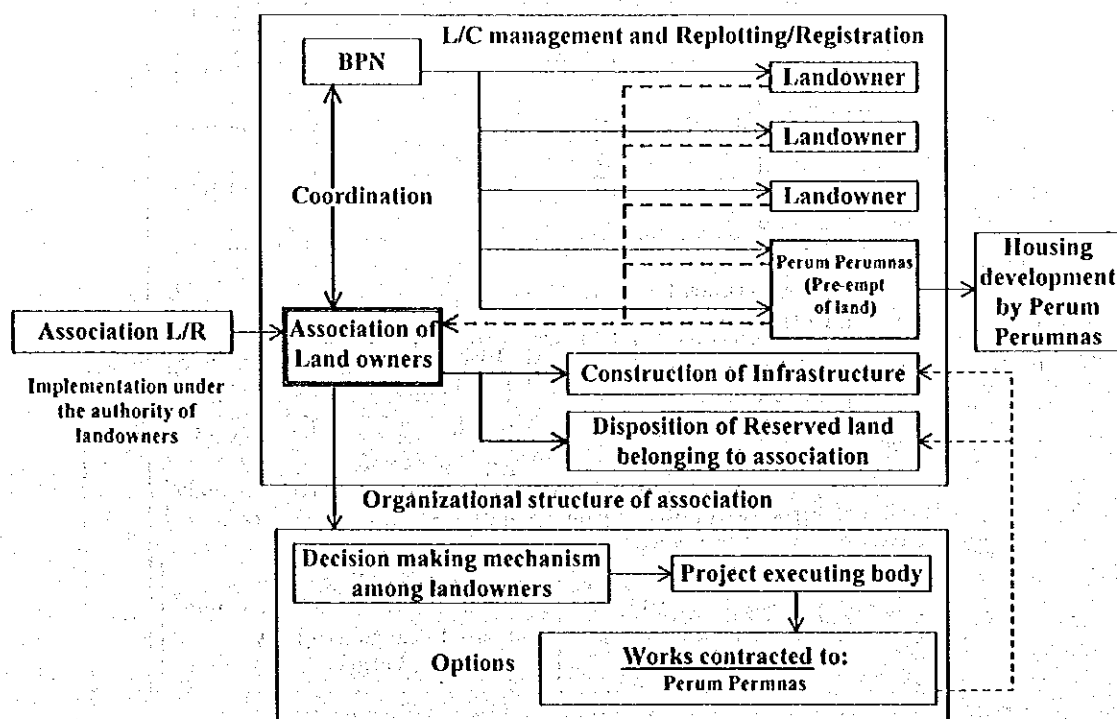 L/C management and Replotting/Registration
BPN
Landowner
Landowner
Coordination
Landowner
Perum Perumnas
(Pre-empt
of land)
Housing
development
by Perum
Perumnas
Association L/R
Association of
Land owners
Implementation under
the authority of
landowners
Construction of Infrastructure
Disposition of Reserved land
belonging to association
Organizational structure of association
Decision making mechanism
among landowners
Project executing body
Options
Works contracted to:
Perum Permnas